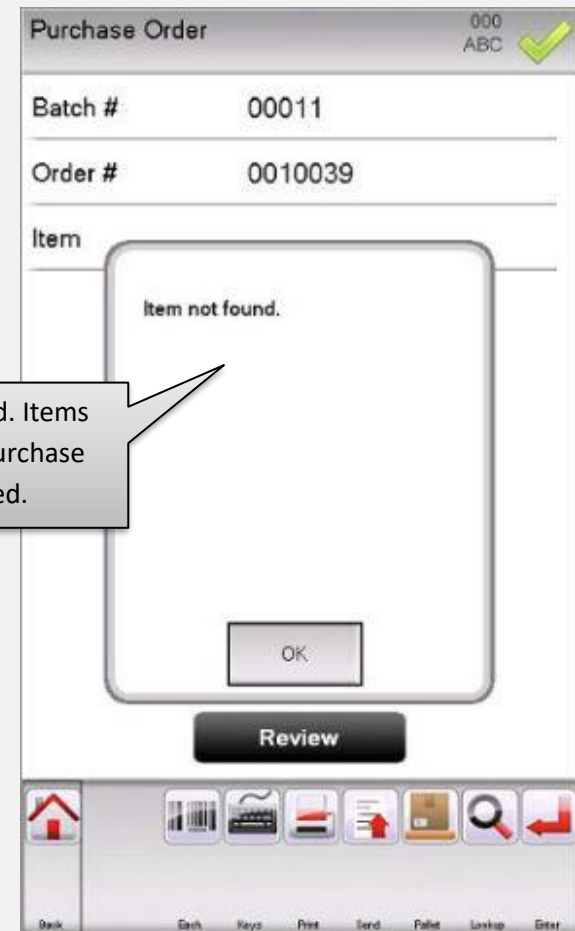 Purchase Order
000
ABC
Batch # 00011
Order # 0010039
Item
Item not found.
d. Items
urchase
ed.
OK
Review
Back Each Keys Print Send Pallet Lookup Enter